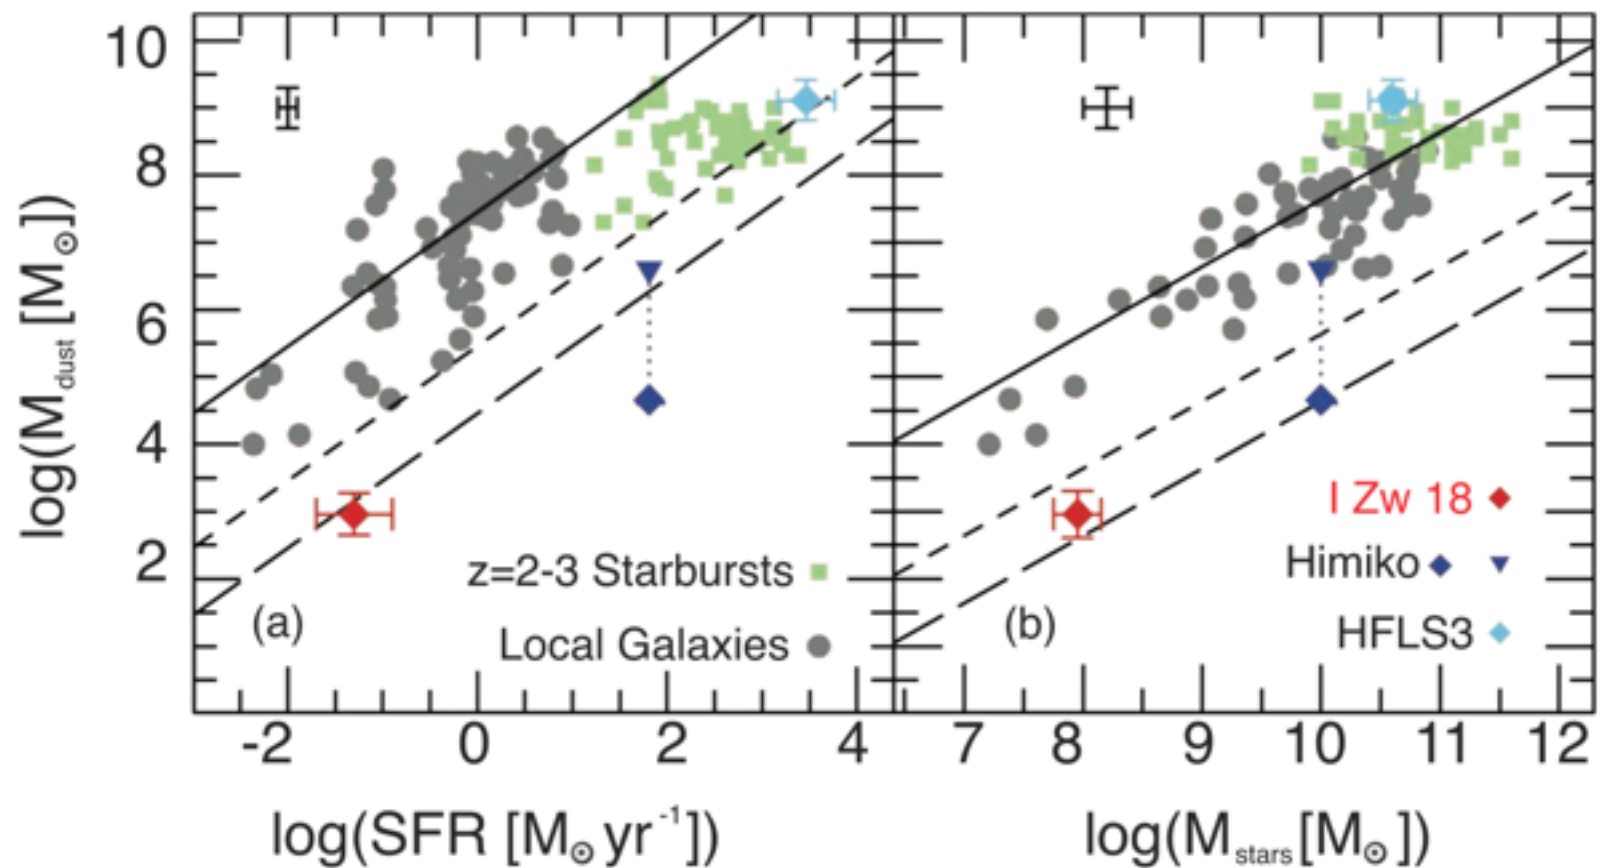 10
8
6
4
2
log(M_dust [M_⊙])
z=2-3 Starbursts
Local Galaxies
(a)
-2 0 2 4
log(SFR [M_⊙ yr^-1])
I Zw 18
Himiko
HFLS3
(b)
7 8 9 10 11 12
log(M_stars [M_⊙])